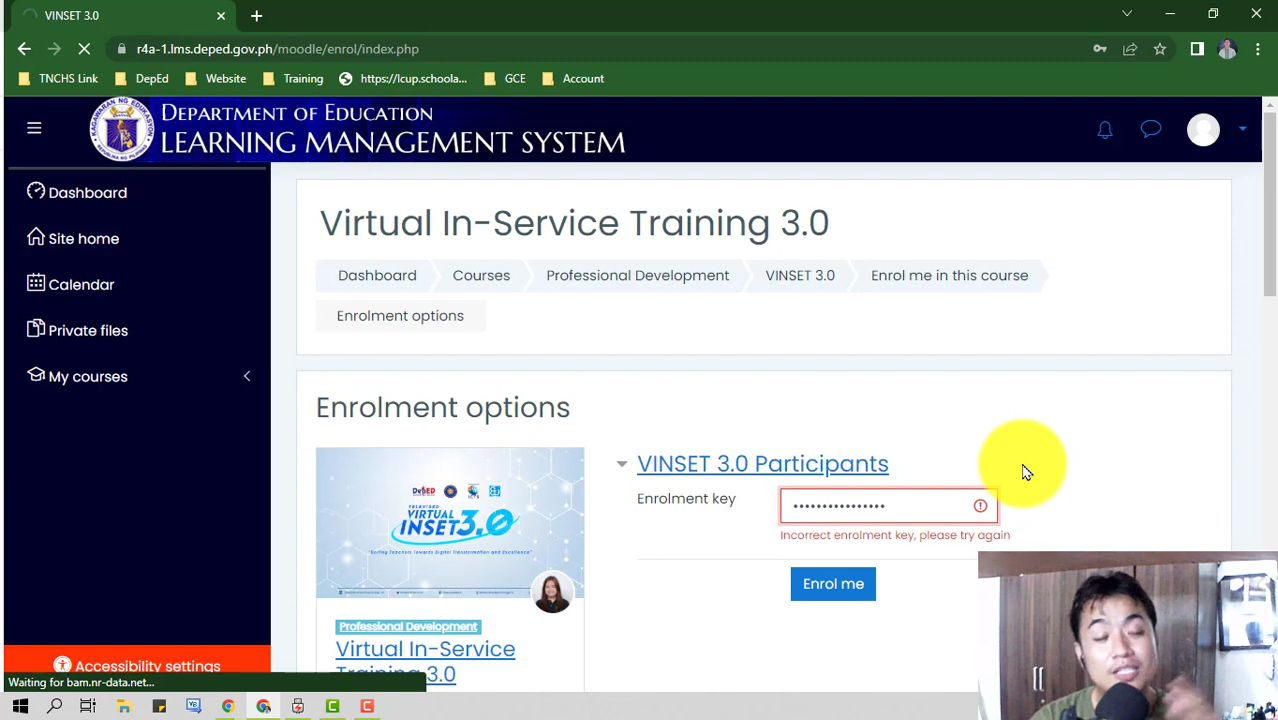 VINSET 3.0
r4a-1.lms.deped.gov.ph/moodle/enrol/index.php
TNCHS Link DepEd Website Training https://lcup.schoola... GCE Account
DEPARTMENT OF EDUCATION
LEARNING MANAGEMENT SYSTEM
Dashboard
Site home
Calendar
Private files
My courses
Accessibility settings
Virtual In-Service Training 3.0
Dashboard Courses Professional Development VINSET 3.0 Enrol me in this course
Enrolment options
Enrolment options
DepED
TELEVISED
VIRTUAL
INSET3.0
Professional Development
Virtual In-Service
Training 3.0
VINSET 3.0 Participants
Enrolment key
••••••••••••••••
Incorrect enrolment key, please try again
Enrol me
Waiting for bam.nr-data.net...